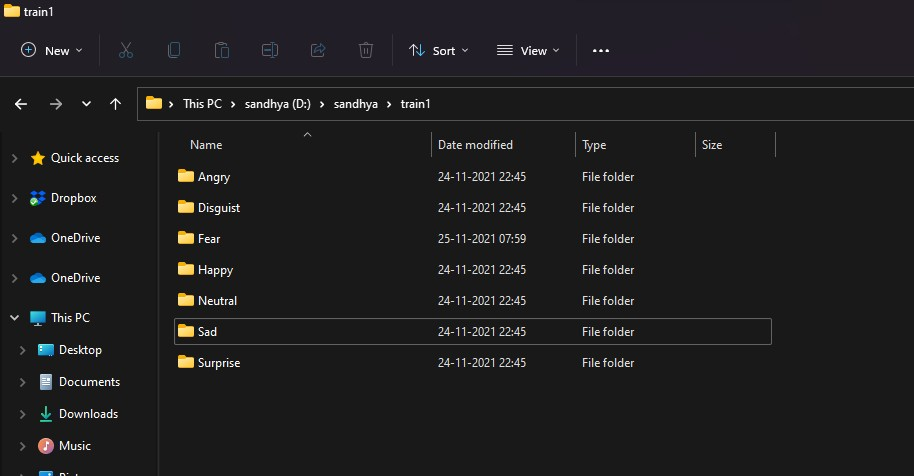 train1
New Sort View
This PC sandhya (D:) sandhya train1
Name Date modified Type Size
Quick access
Dropbox
OneDrive
OneDrive
This PC
Desktop
Documents
Downloads
Music
Angry 24-11-2021 22:45 File folder
Disguist 24-11-2021 22:45 File folder
Fear 25-11-2021 07:59 File folder
Happy 24-11-2021 22:45 File folder
Neutral 24-11-2021 22:45 File folder
Sad 24-11-2021 22:45 File folder
Surprise 24-11-2021 22:45 File folder